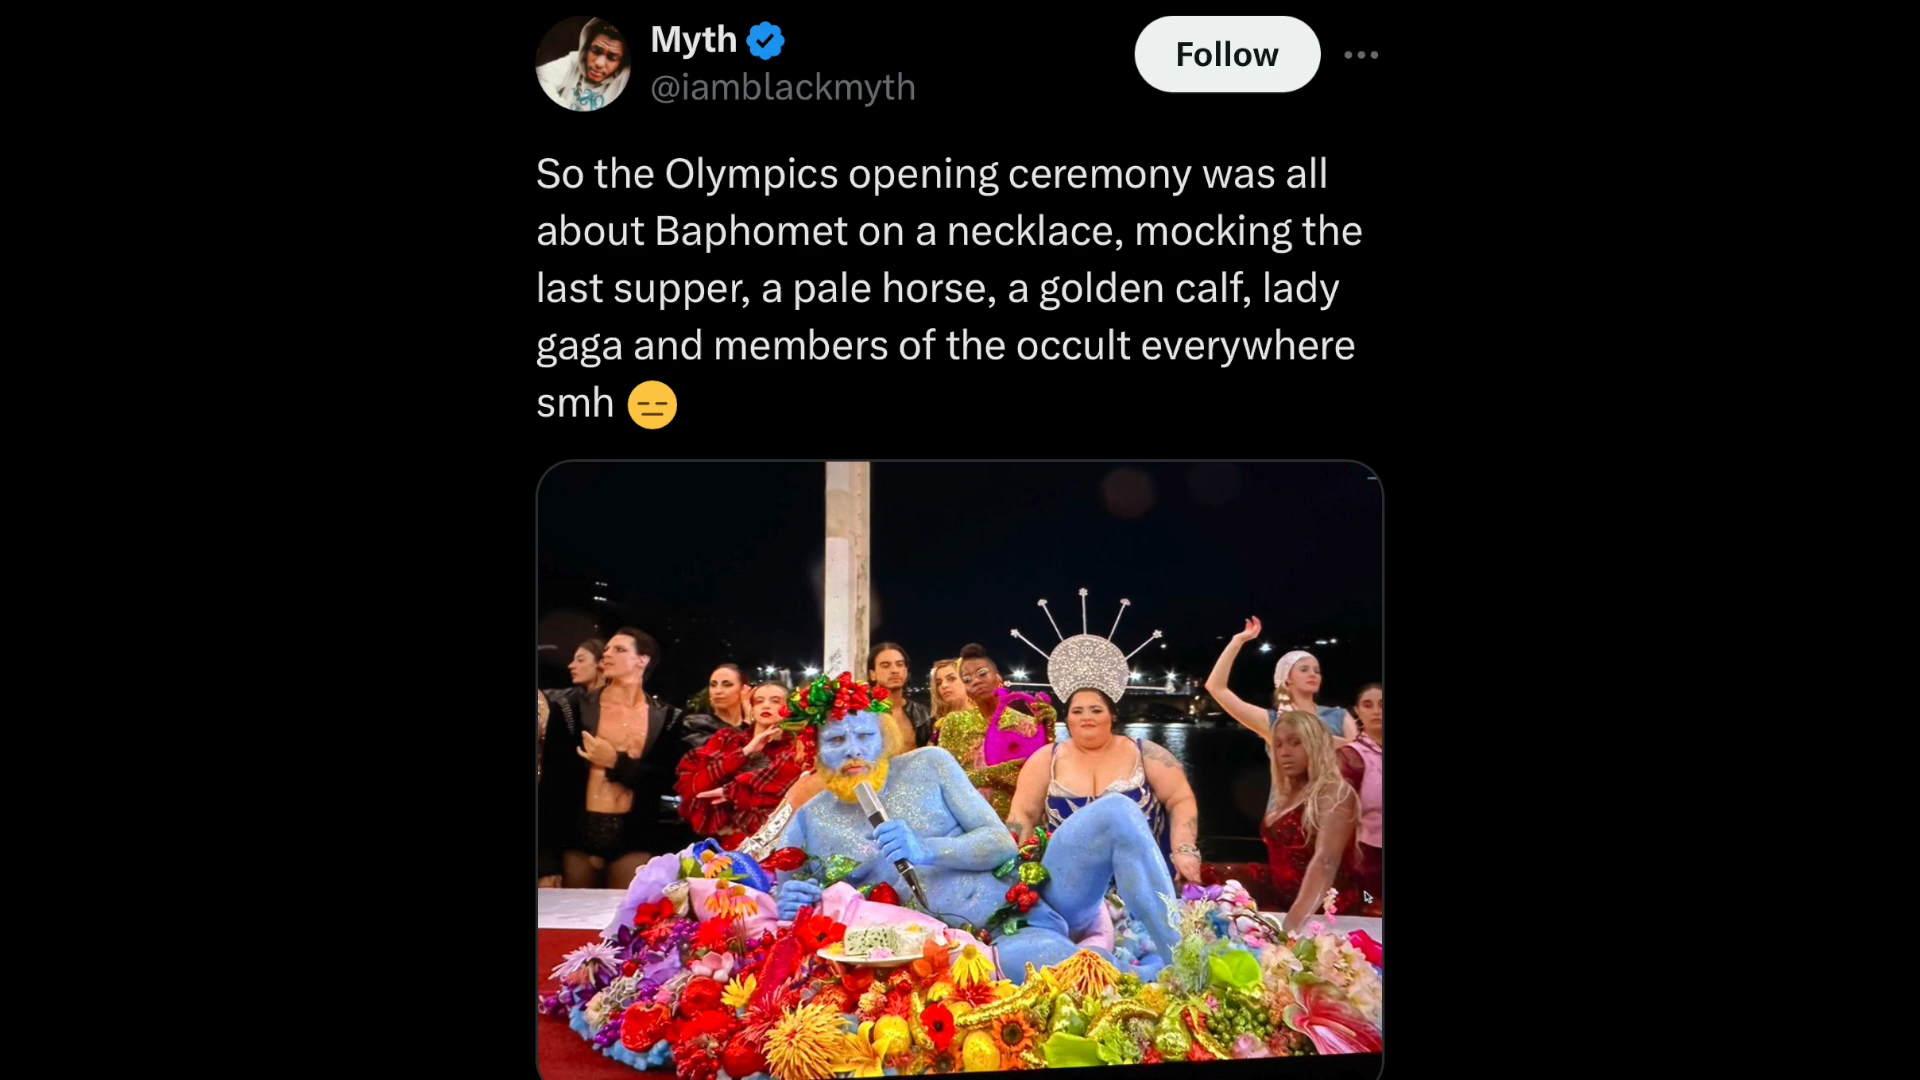 Myth
@iamblackmyth
Follow
So the Olympics opening ceremony was all
about Baphomet on a necklace, mocking the
last supper, a pale horse, a golden calf, lady
gaga and members of the occult everywhere
smh 😑